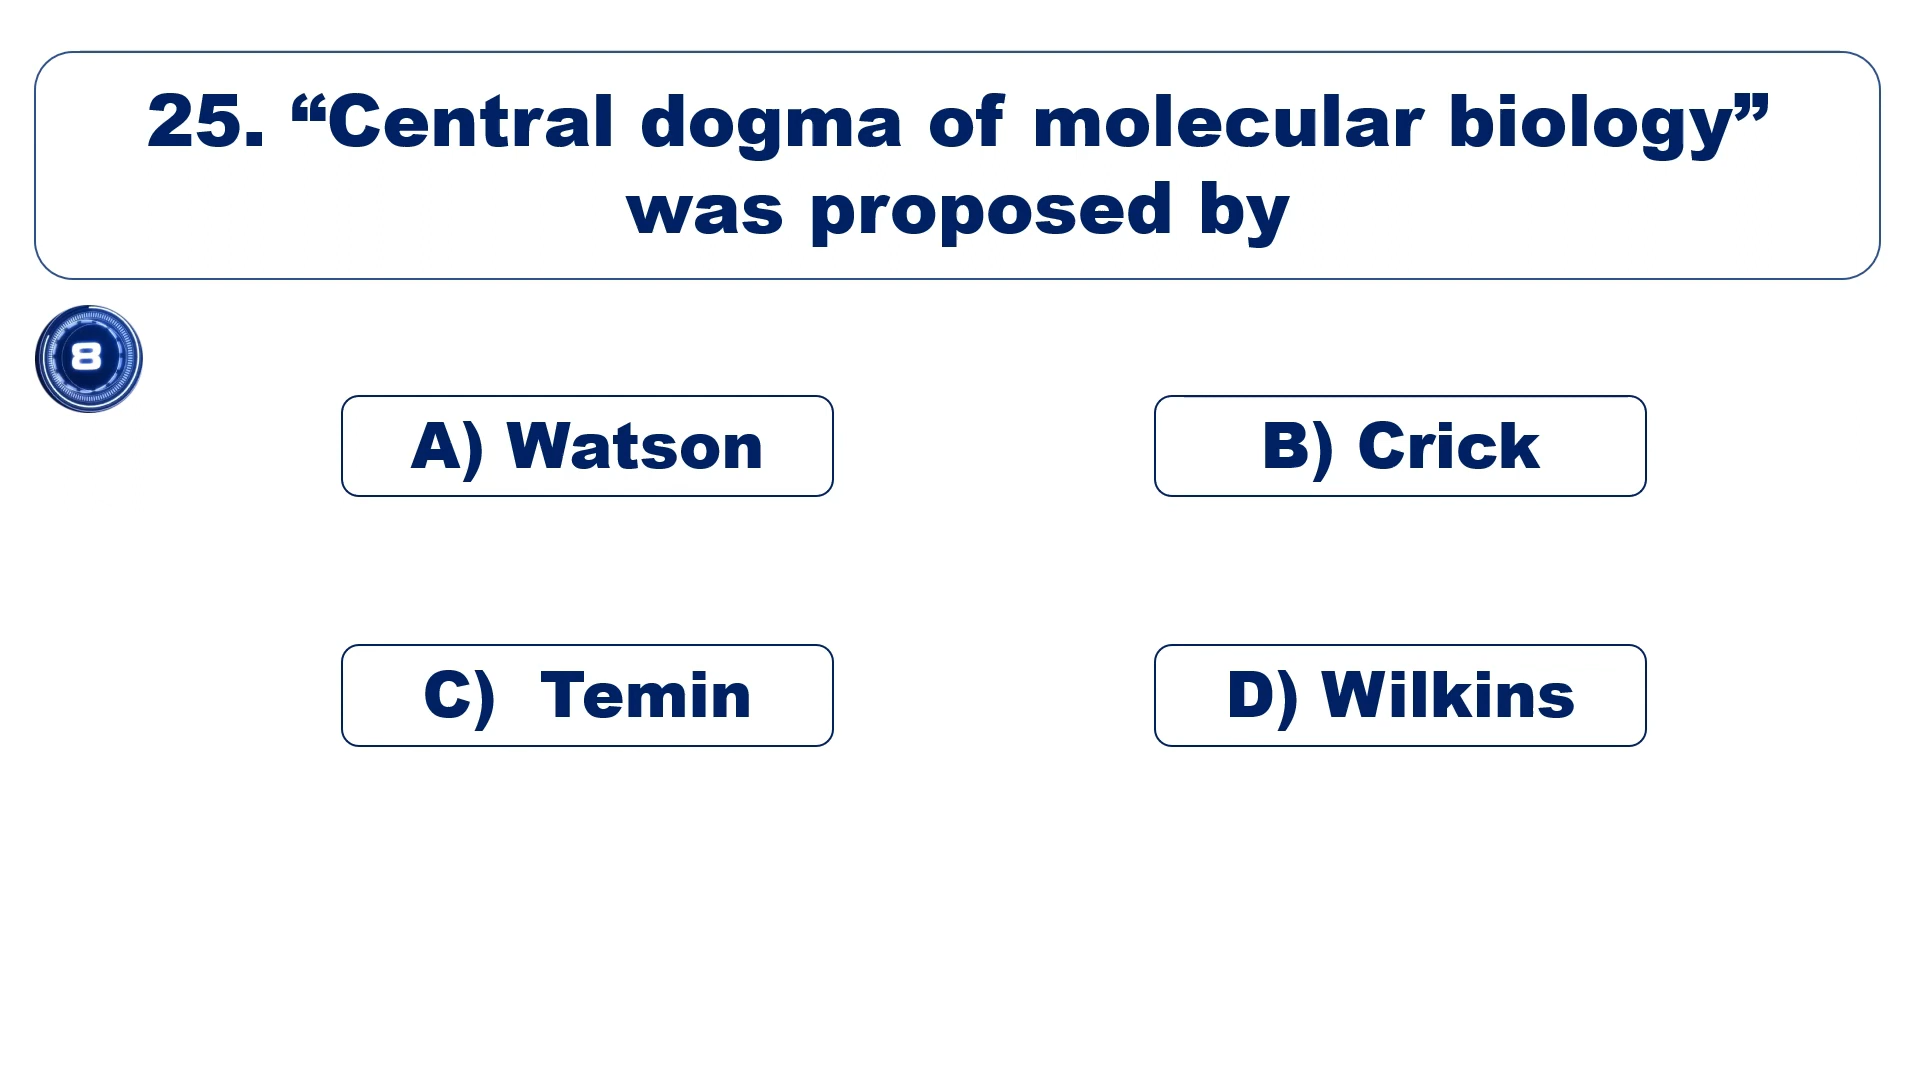 25. “Central dogma of molecular biology”
was proposed by
8
A) Watson
B) Crick
C) Temin
D) Wilkins